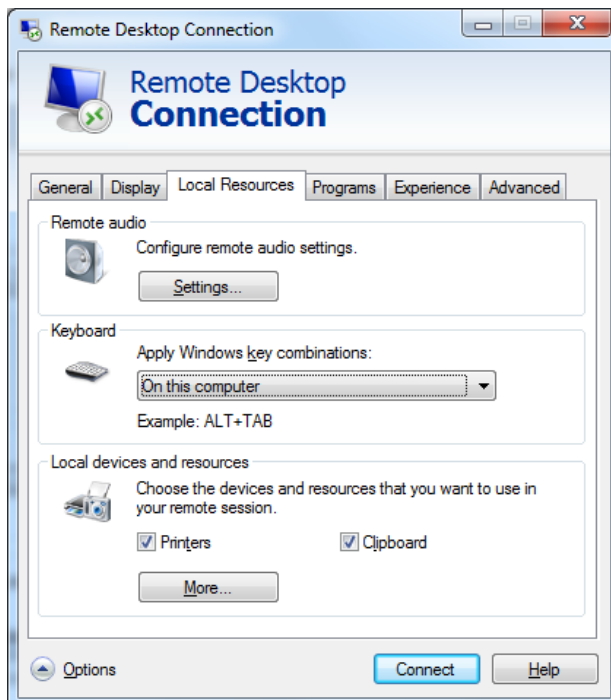 Remote Desktop Connection
Remote Desktop
Connection
General Display Local Resources Programs Experience Advanced
Remote audio
Configure remote audio settings.
Settings...
Keyboard
Apply Windows key combinations:
On this computer
Example: ALT+TAB
Local devices and resources
Choose the devices and resources that you want to use in
your remote session.
Printers Clipboard
More...
Options Connect Help